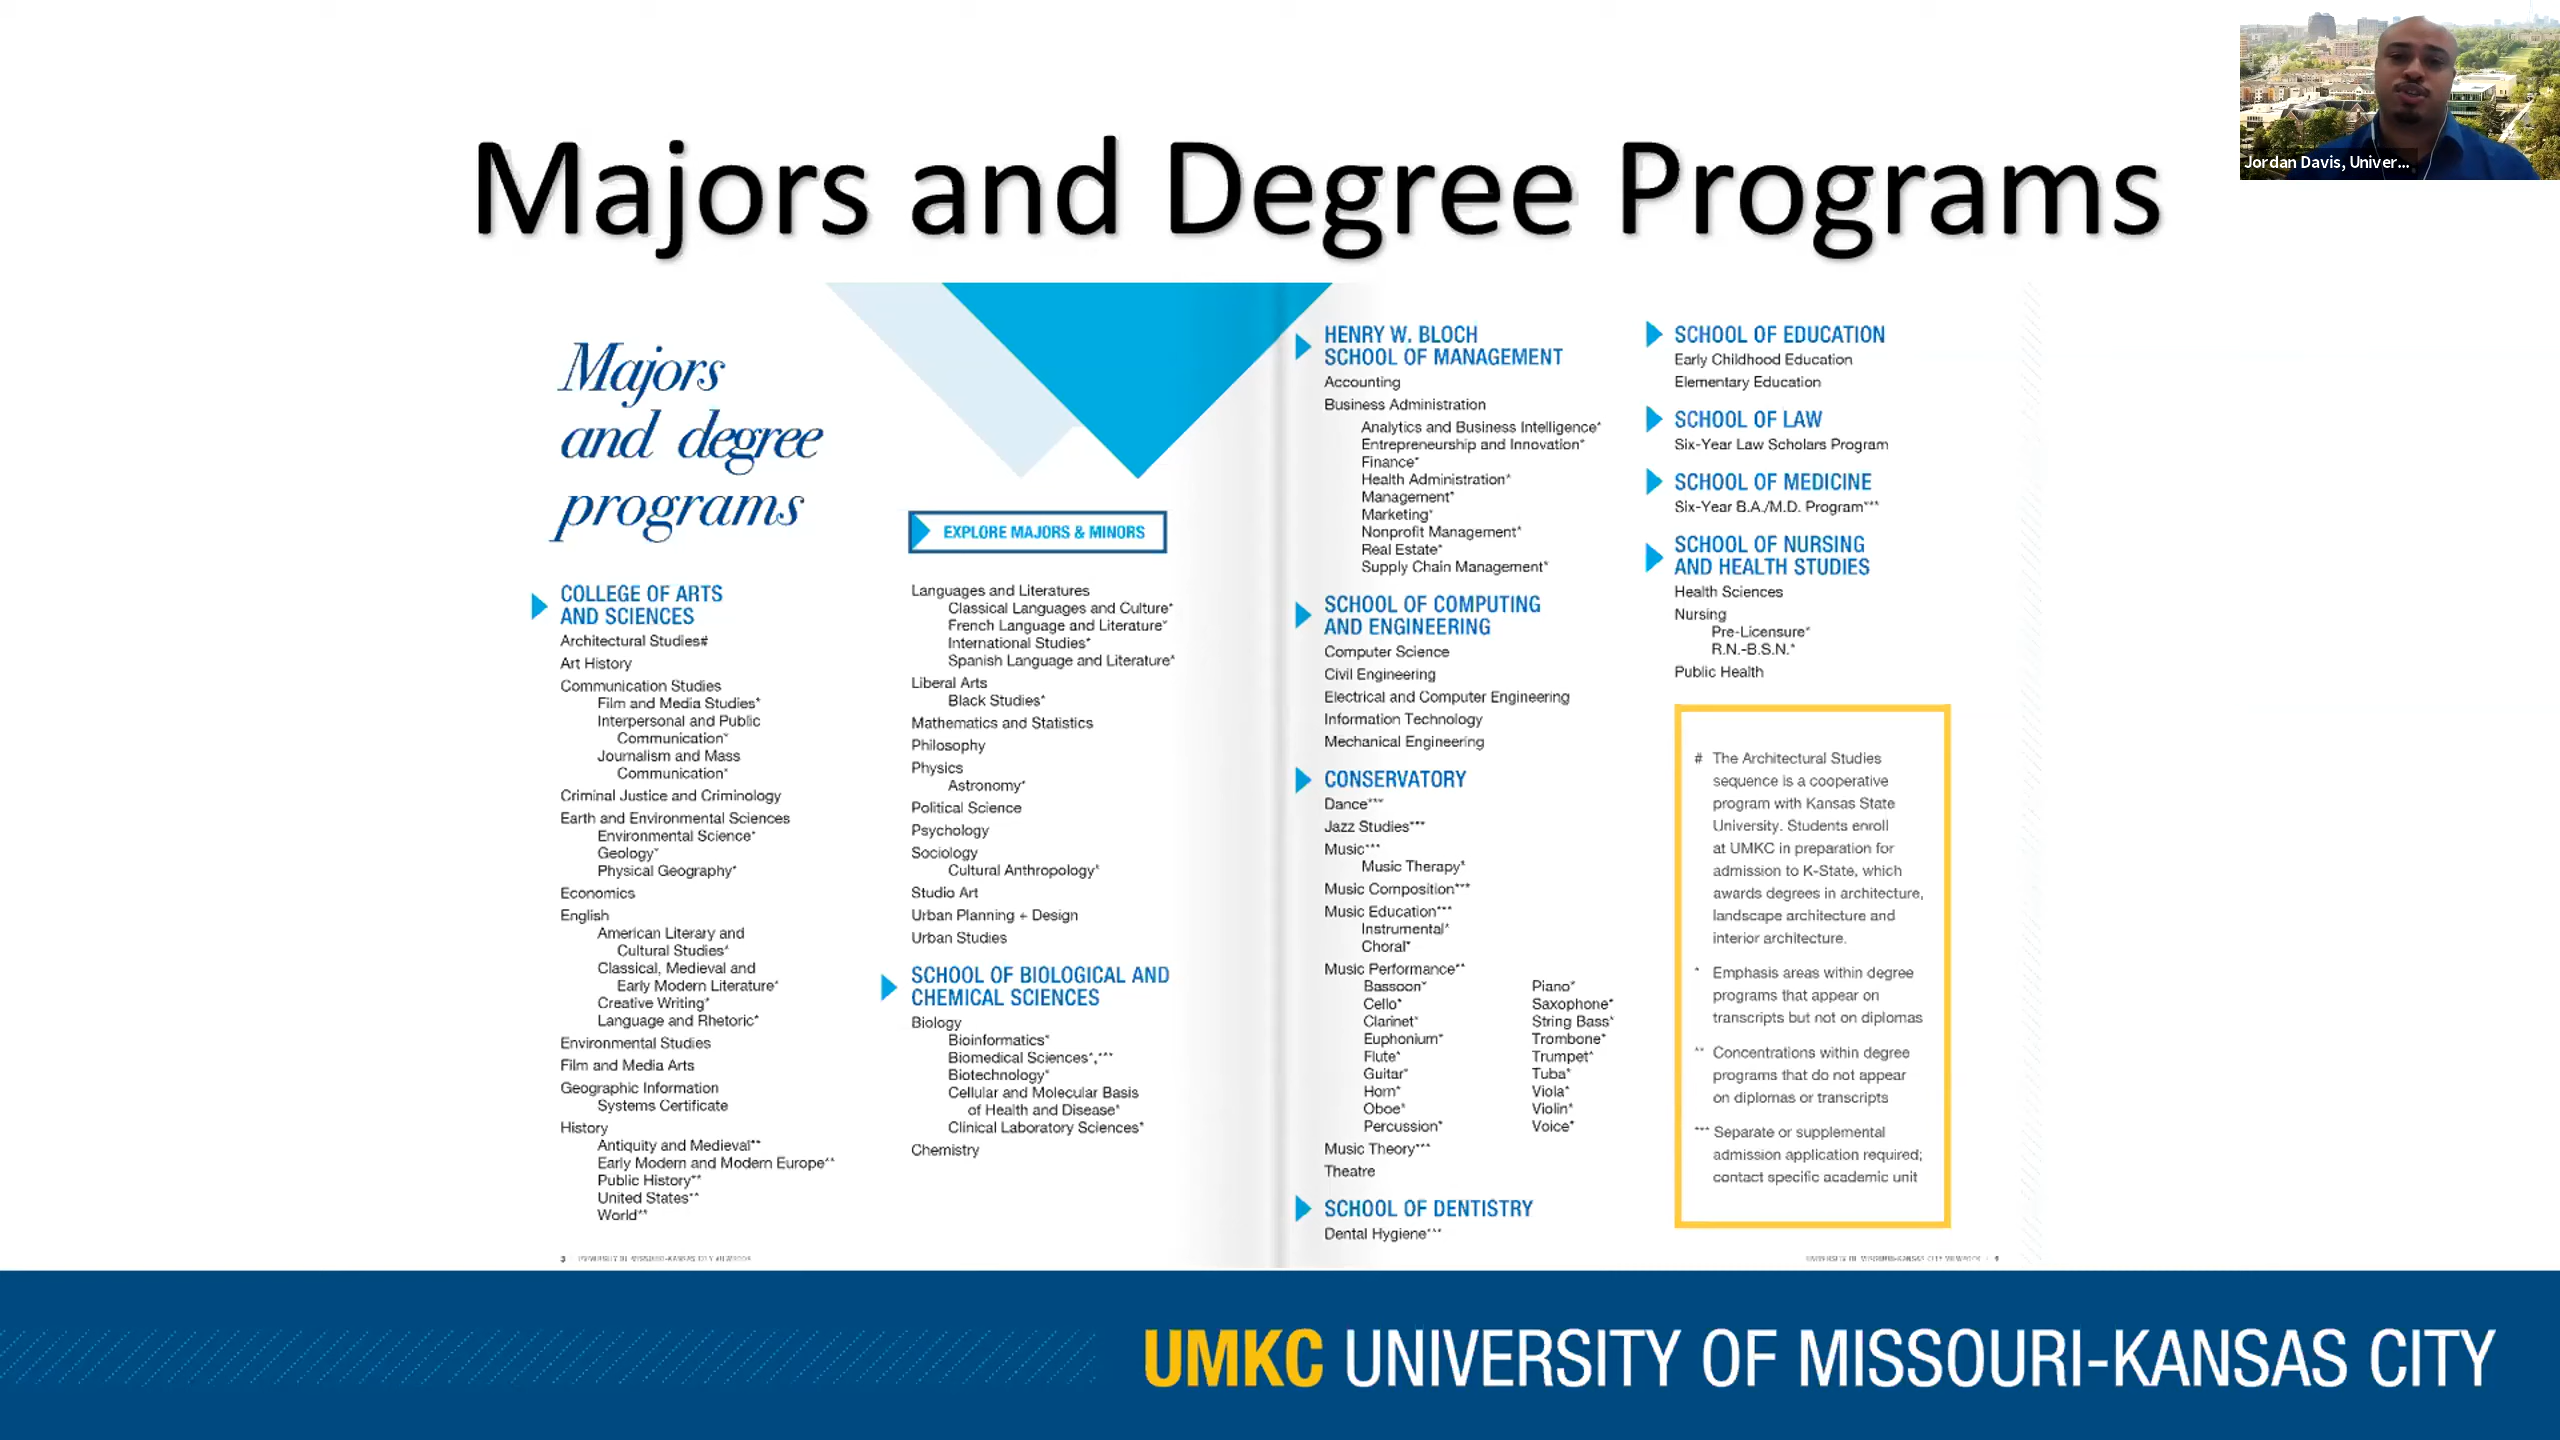 Majors and Degree Programs
Jordan Davis, Univer...
Majors
and degree
programs
COLLEGE OF ARTS
AND SCIENCES
Architectural Studies#
Art History
Communication Studies
Film and Media Studies*
Interpersonal and Public
Communication*
Journalism and Mass
Communication*
Criminal Justice and Criminology
Earth and Environmental Sciences
Environmental Science*
Geology*
Physical Geography*
Economics
English
American Literary and
Cultural Studies*
Classical, Medieval and
Early Modern Literature*
Creative Writing*
Language and Rhetoric*
Environmental Studies
Film and Media Arts
Geographic Information
Systems Certificate
History
Antiquity and Medieval**
Early Modern and Modern Europe**
Public History**
United States**
World**
3 UNIVERSITY OF MISSOURI-KANSAS CITY VIEWBOOK
EXPLORE MAJORS & MINORS
Languages and Literatures
Classical Languages and Culture*
French Language and Literature*
International Studies*
Spanish Language and Literature*
Liberal Arts
Black Studies*
Mathematics and Statistics
Philosophy
Physics
Astronomy*
Political Science
Psychology
Sociology
Cultural Anthropology*
Studio Art
Urban Planning + Design
Urban Studies
SCHOOL OF BIOLOGICAL AND
CHEMICAL SCIENCES
Biology
Bioinformatics*
Biomedical Sciences*,***
Biotechnology*
Cellular and Molecular Basis
of Health and Disease*
Clinical Laboratory Sciences*
Chemistry
HENRY W. BLOCH
SCHOOL OF MANAGEMENT
Accounting
Business Administration
Analytics and Business Intelligence*
Entrepreneurship and Innovation*
Finance*
Health Administration*
Management*
Marketing*
Nonprofit Management*
Real Estate*
Supply Chain Management*
SCHOOL OF COMPUTING
AND ENGINEERING
Computer Science
Civil Engineering
Electrical and Computer Engineering
Information Technology
Mechanical Engineering
CONSERVATORY
Dance***
Jazz Studies***
Music***
Music Therapy*
Music Composition***
Music Education***
Instrumental*
Choral*
Music Performance**
Bassoon*
Cello*
Clarinet*
Euphonium*
Flute*
Guitar*
Horn*
Oboe*
Percussion*
Piano*
Saxophone*
String Bass*
Trombone*
Trumpet*
Tuba*
Viola*
Violin*
Voice*
Music Theory***
Theatre
SCHOOL OF DENTISTRY
Dental Hygiene***
SCHOOL OF EDUCATION
Early Childhood Education
Elementary Education
SCHOOL OF LAW
Six-Year Law Scholars Program
SCHOOL OF MEDICINE
Six-Year B.A./M.D. Program***
SCHOOL OF NURSING
AND HEALTH STUDIES
Health Sciences
Nursing
Pre-Licensure*
R.N.-B.S.N.*
Public Health
# The Architectural Studies
sequence is a cooperative
program with Kansas State
University. Students enroll
at UMKC in preparation for
admission to K-State, which
awards degrees in architecture,
landscape architecture and
interior architecture.
* Emphasis areas within degree
programs that appear on
transcripts but not on diplomas
** Concentrations within degree
programs that do not appear
on diplomas or transcripts
*** Separate or supplemental
admission application required;
contact specific academic unit
UNIVERSITY OF MISSOURI-KANSAS CITY VIEWBOOK
UMKC UNIVERSITY OF MISSOURI-KANSAS CITY